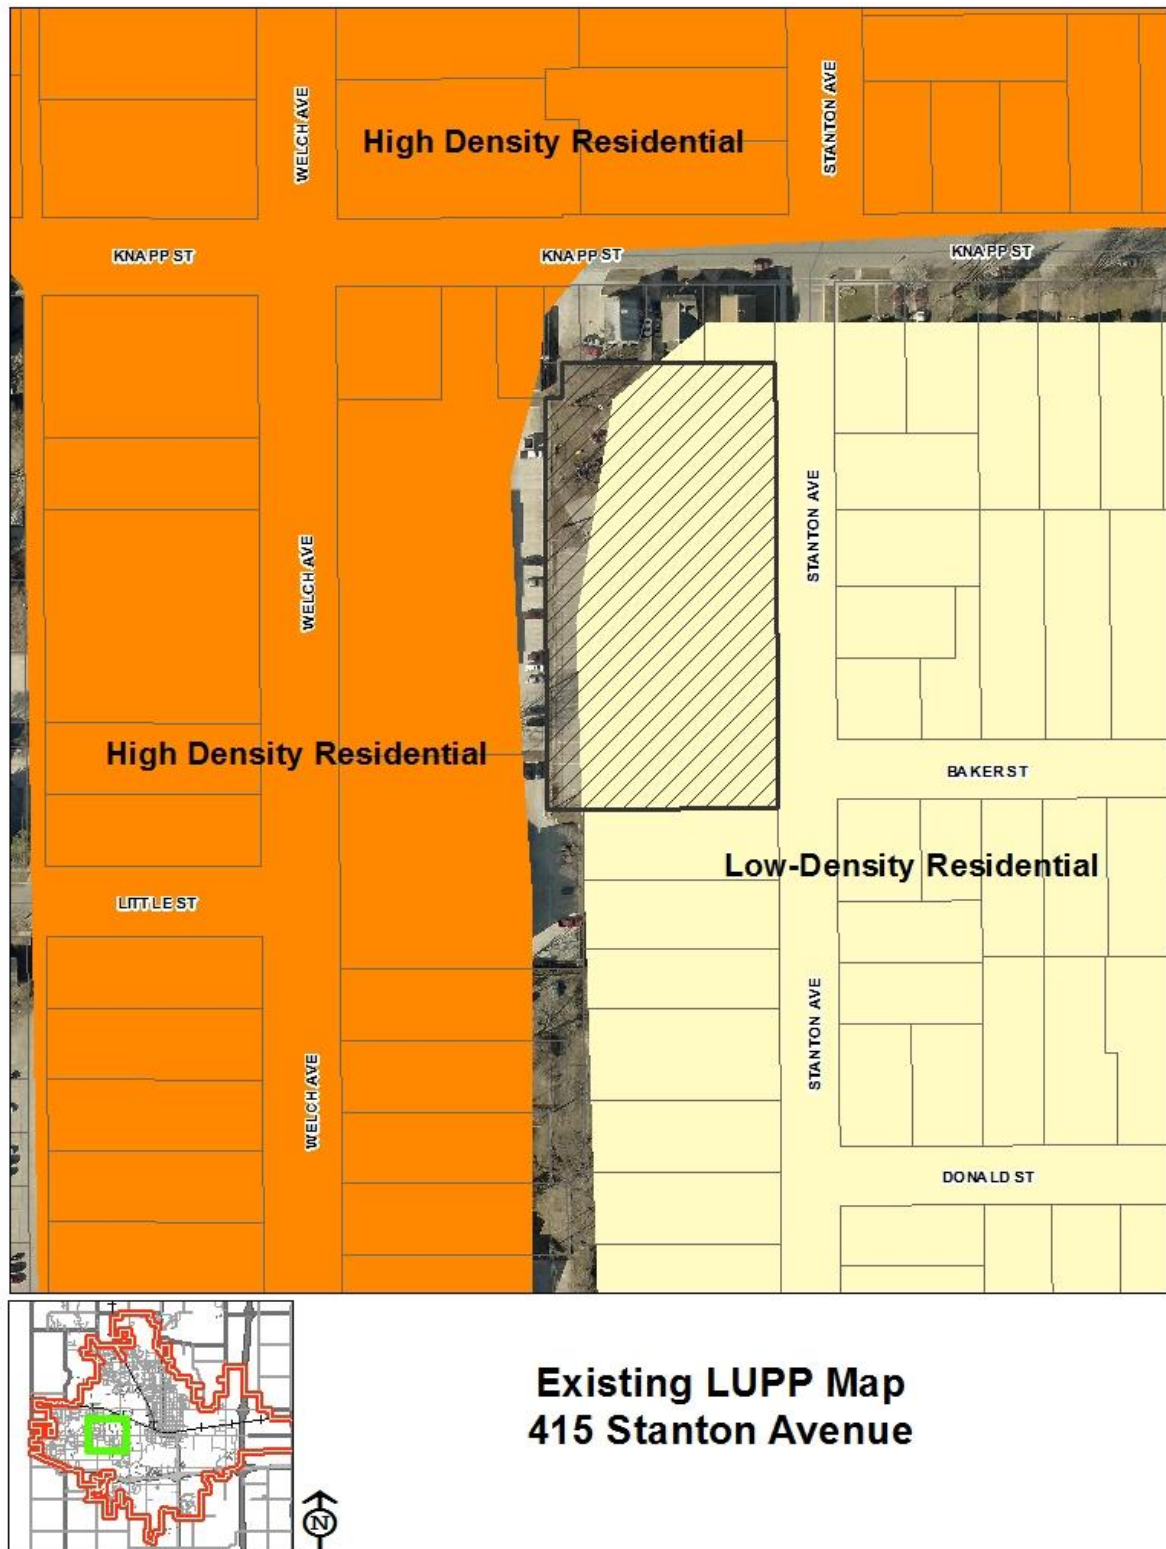 WELCH AVE
High Density Residential
STANTON AVE
KNAPP ST
KNAPP ST
KNAPP ST
WELCH AVE
STANTON AVE
High Density Residential
BAKER ST
Low-Density Residential
LITTLE ST
STANTON AVE
WELCH AVE
DONALD ST
Existing LUPP Map
415 Stanton Avenue
N